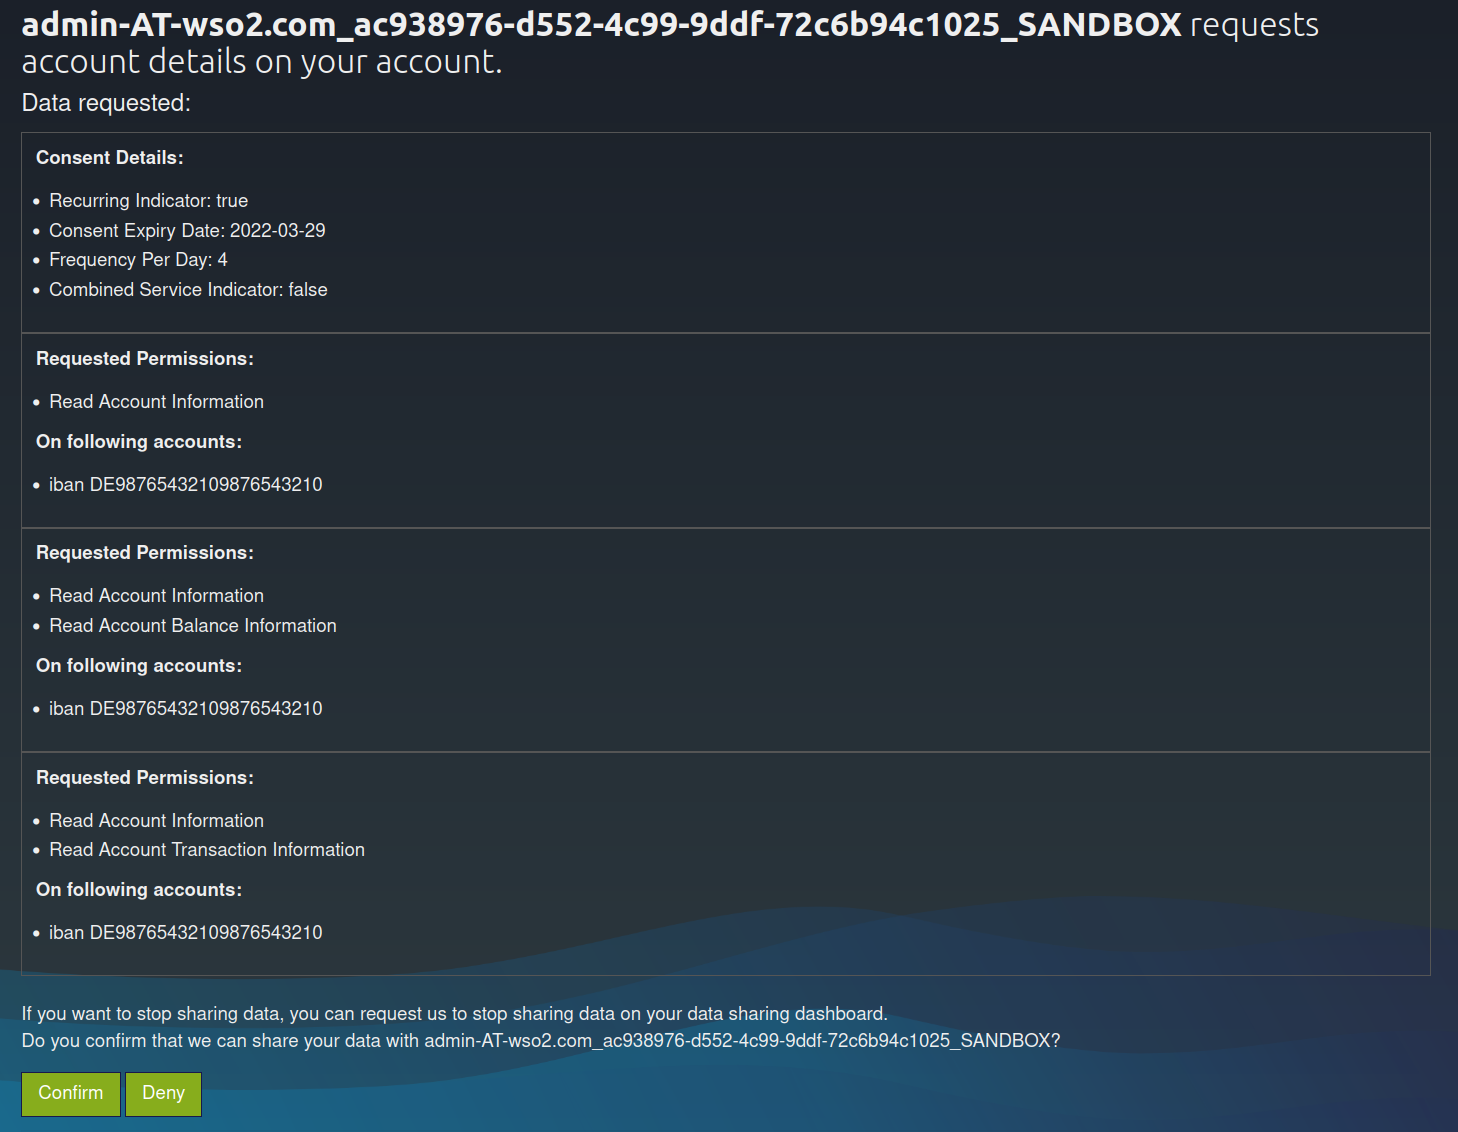 admin-AT-wso2.com_ac938976-d552-4c99-9ddf-72c6b94c1025_SANDBOX requests
account details on your account.
Data requested:
Consent Details:
Recurring Indicator: true
Consent Expiry Date: 2022-03-29
Frequency Per Day: 4
Combined Service Indicator: false
Requested Permissions:
Read Account Information
On following accounts:
iban DE98765432109876543210
Requested Permissions:
Read Account Information
Read Account Balance Information
On following accounts:
iban DE98765432109876543210
Requested Permissions:
Read Account Information
Read Account Transaction Information
On following accounts:
iban DE98765432109876543210
If you want to stop sharing data, you can request us to stop sharing data on your data sharing dashboard.
Do you confirm that we can share your data with admin-AT-wso2.com_ac938976-d552-4c99-9ddf-72c6b94c1025_SANDBOX?
Confirm Deny